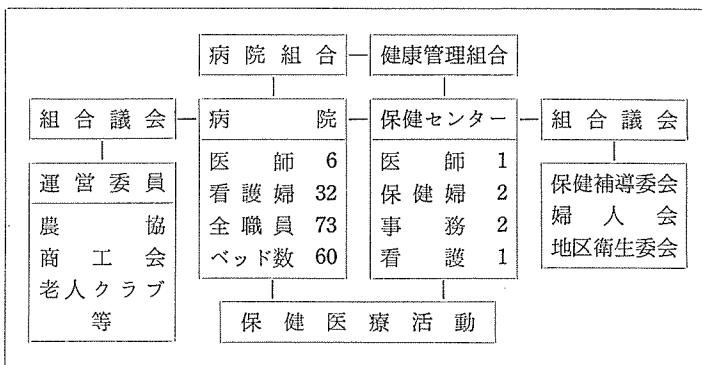 病院組合
健康管理組合
組合議会
病院
保健センター
組合議会
運営委員
農協
商工会
老人クラブ
等
医師 6
看護婦 32
全職員 73
ベッド数 60
医師 1
保健婦 2
事務 2
看護 1
保健補導委会
婦人会
地区衛生委会
保健医療活動